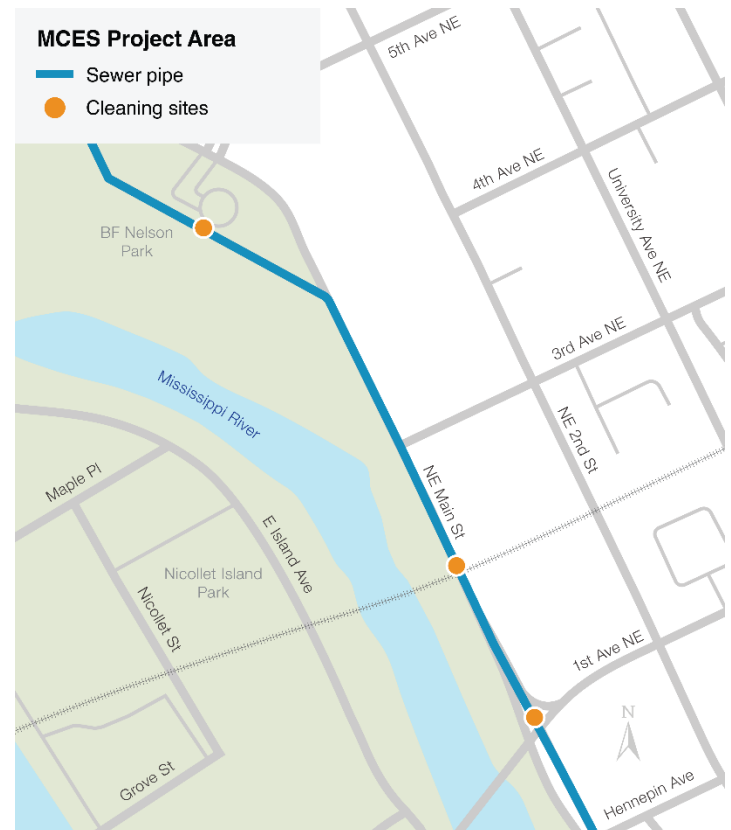 MCES Project Area
Sewer pipe
Cleaning sites
5th Ave NE
4th Ave NE
University Ave NE
BF Nelson
Park
3rd Ave NE
Mississippi River
NE 2nd St
NE Main St
Maple Pl
E Island Ave
Nicollet Island
Park
Nicollet St
1st Ave NE
N
Grove St
Hennepin Ave